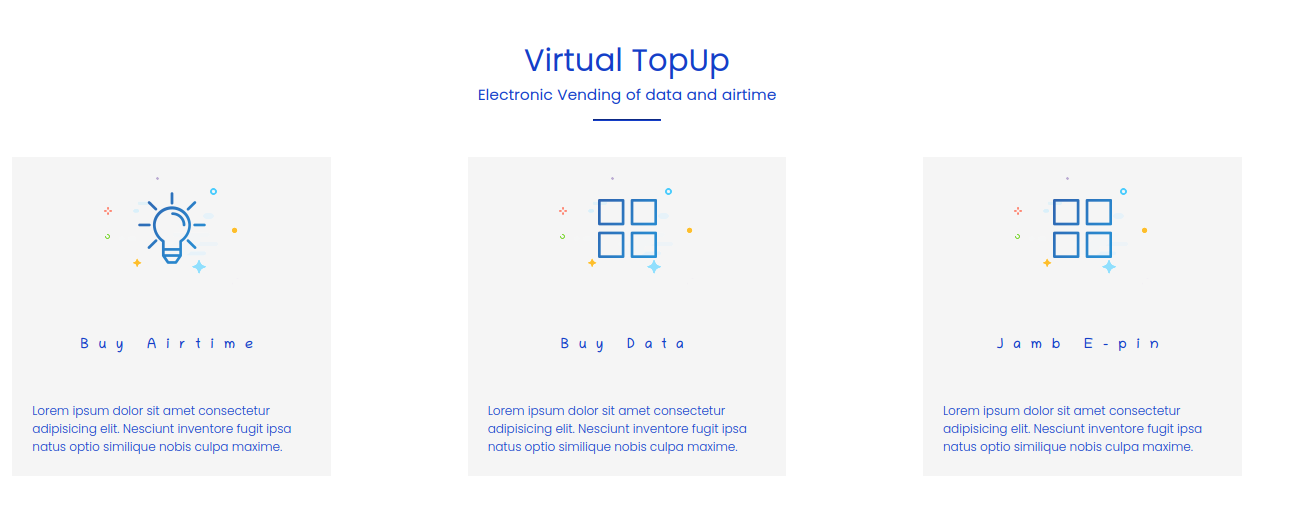 Virtual TopUp
Electronic Vending of data and airtime
Buy Airtime
Lorem ipsum dolor sit amet consectetur
adipisicing elit. Nesciunt inventore fugit ipsa
natus optio similique nobis culpa maxime.
Buy Data
Lorem ipsum dolor sit amet consectetur
adipisicing elit. Nesciunt inventore fugit ipsa
natus optio similique nobis culpa maxime.
Jamb E-pin
Lorem ipsum dolor sit amet consectetur
adipisicing elit. Nesciunt inventore fugit ipsa
natus optio similique nobis culpa maxime.